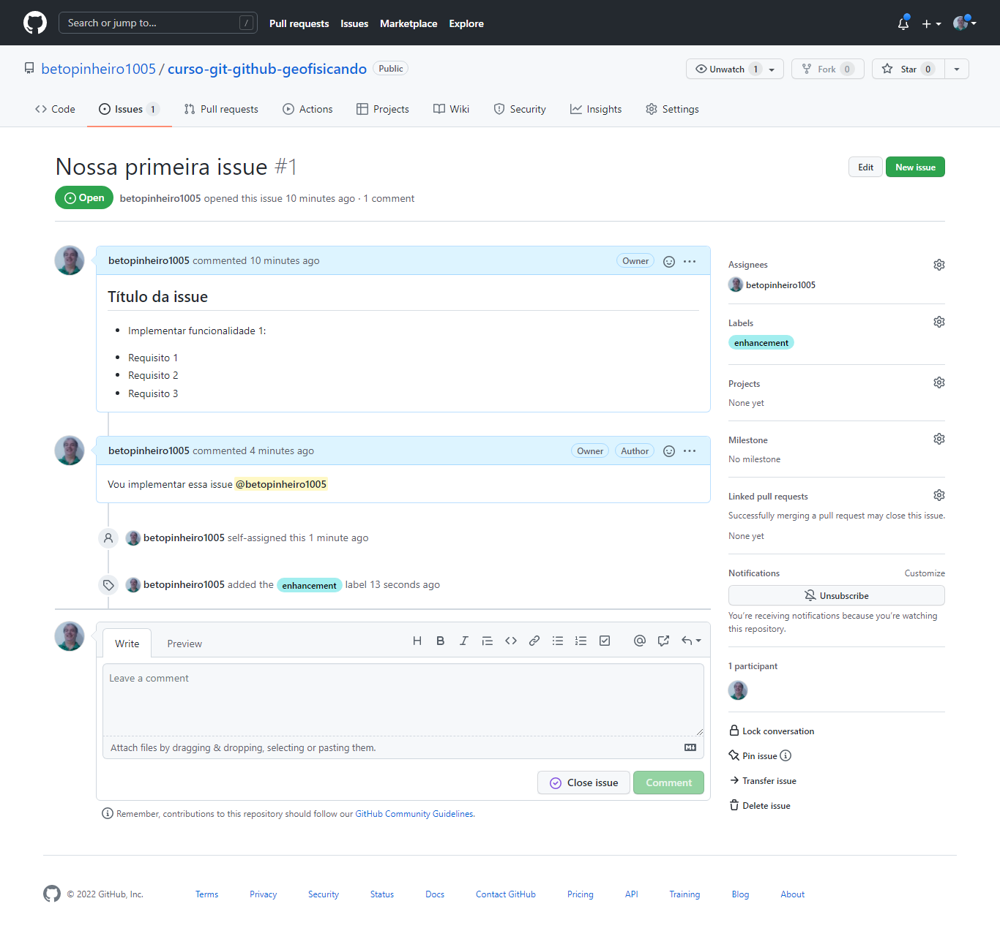 Search or jump to... /
Pull requests Issues Marketplace Explore
betopinheiro1005 / curso-git-github-geofisicando Public
Unwatch 1 Fork 0 Star 0
Code Issues 1 Pull requests Actions Projects Wiki Security Insights Settings
Nossa primeira issue #1
Edit New issue
Open betopinheiro1005 opened this issue 10 minutes ago · 1 comment
betopinheiro1005 commented 10 minutes ago Owner
Título da issue
• Implementar funcionalidade 1:
• Requisito 1
• Requisito 2
• Requisito 3
betopinheiro1005 commented 4 minutes ago Owner Author
Vou implementar essa issue @betopinheiro1005
betopinheiro1005 self-assigned this 1 minute ago
betopinheiro1005 added the enhancement label 13 seconds ago
Write Preview H B I @
Leave a comment
Attach files by dragging & dropping, selecting or pasting them.
Close issue Comment
Remember, contributions to this repository should follow our GitHub Community Guidelines.
Assignees
betopinheiro1005
Labels
enhancement
Projects
None yet
Milestone
No milestone
Linked pull requests
Successfully merging a pull request may close this issue.
None yet
Notifications Customize
Unsubscribe
You’re receiving notifications because you’re watching
this repository.
1 participant
Lock conversation
Pin issue
Transfer issue
Delete issue
© 2022 GitHub, Inc. Terms Privacy Security Status Docs Contact GitHub Pricing API Training Blog About